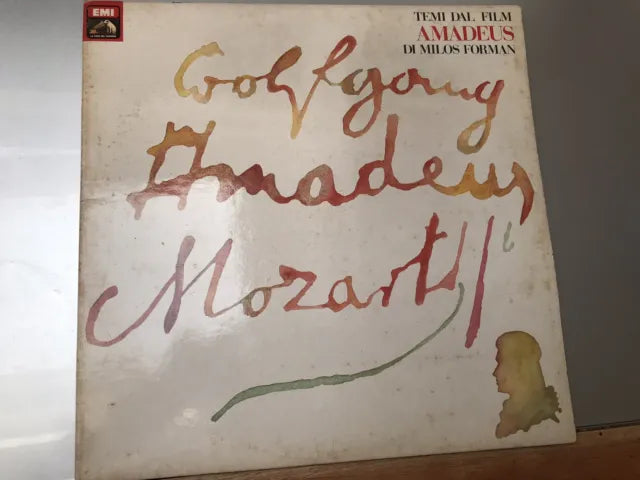 EMI
TEMI DAL FILM
AMADEUS
DI MILOS FORMAN
Wolfgang
Amadeus
Mozart